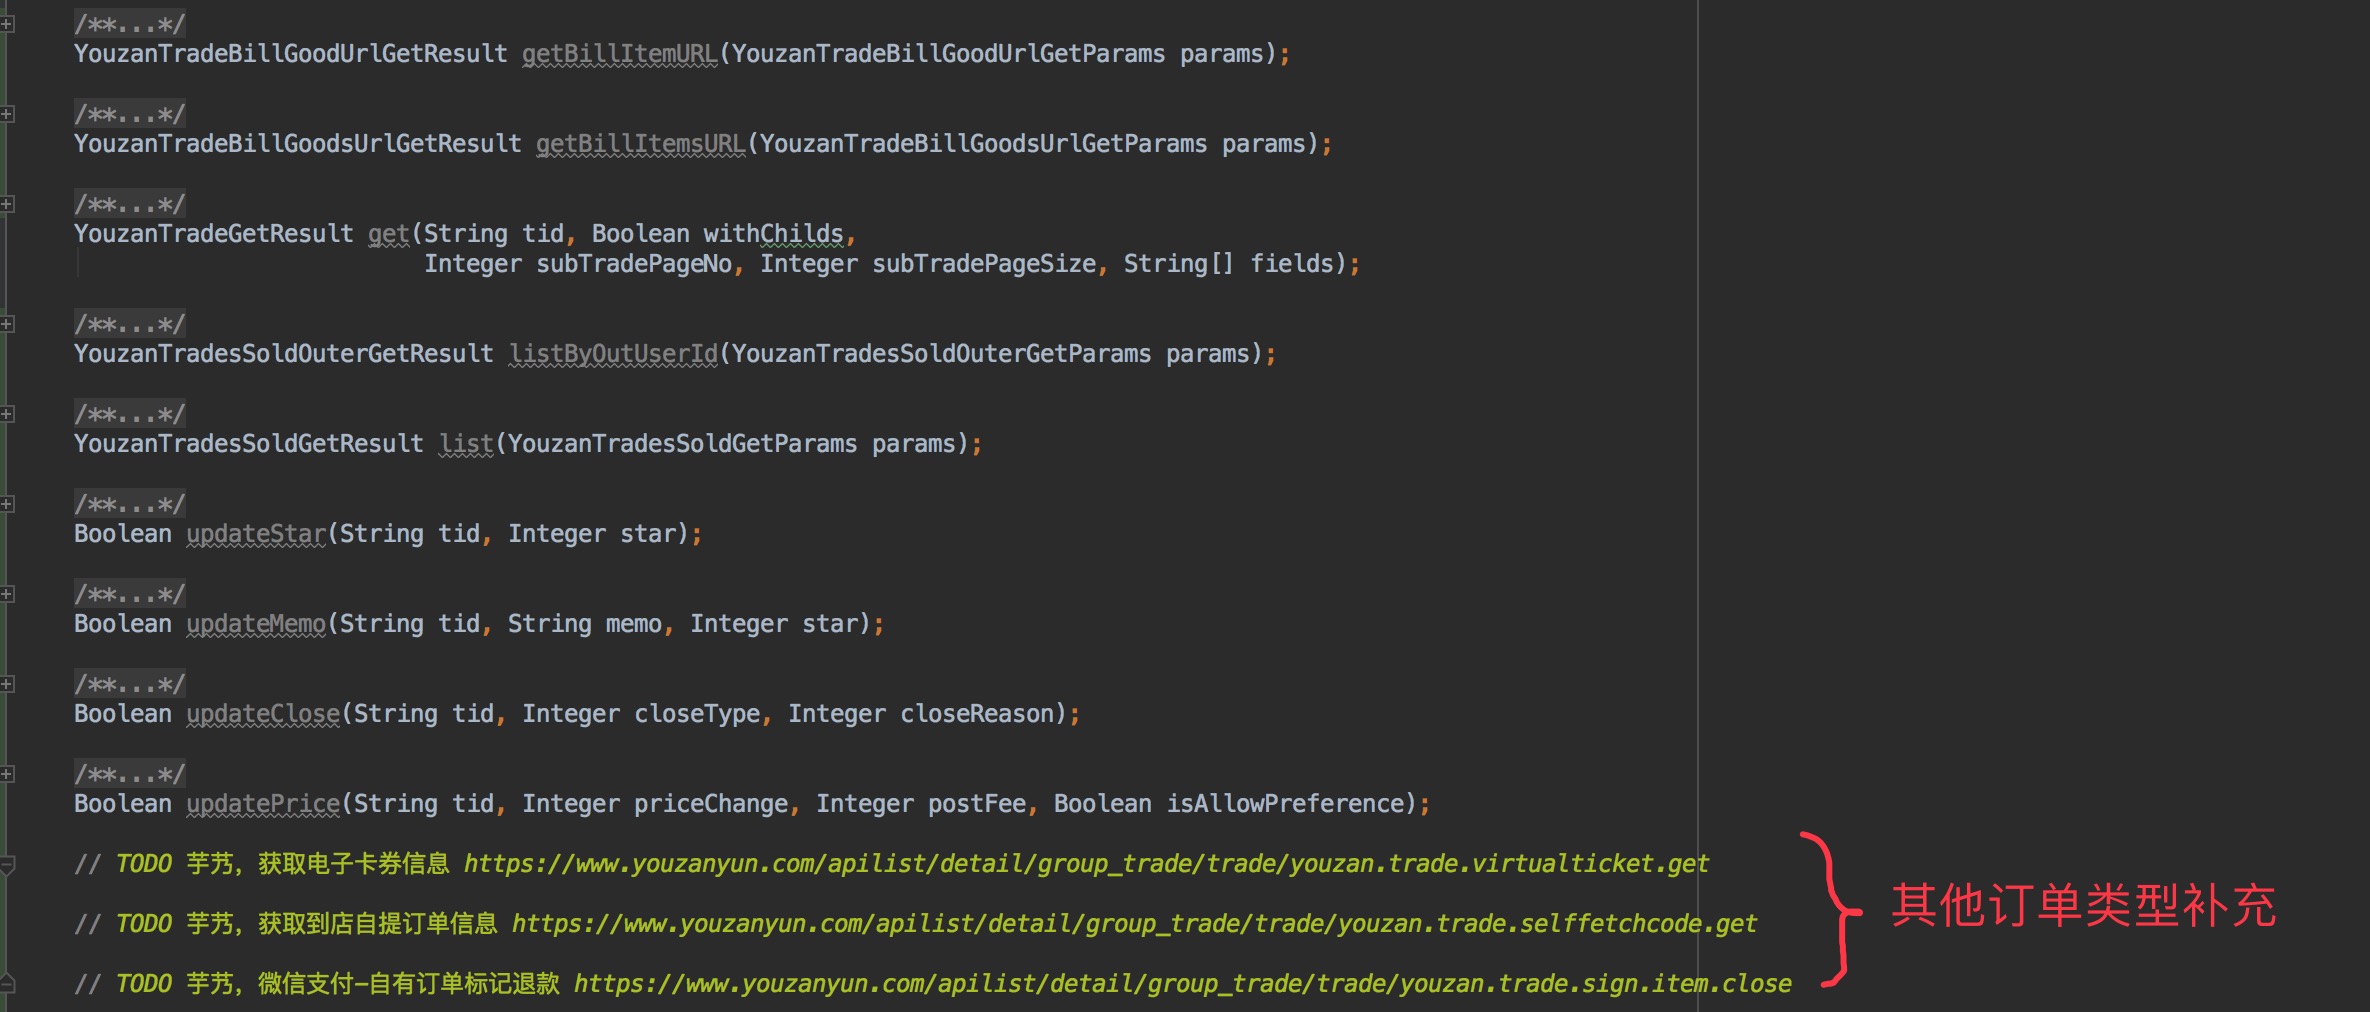 /**...*/
YouzanTradeBillGoodUrlGetResult getBillItemURL(YouzanTradeBillGoodUrlGetParams params);
/**...*/
YouzanTradeBillGoodsUrlGetResult getBillItemsURL(YouzanTradeBillGoodsUrlGetParams params);
/**...*/
YouzanTradeGetResult get(String tid, Boolean withChilds,
Integer subTradePageNo, Integer subTradePageSize, String[] fields);
/**...*/
YouzanTradesSoldOuterGetResult listByOutUserId(YouzanTradesSoldOuterGetParams params);
/**...*/
YouzanTradesSoldGetResult list(YouzanTradesSoldGetParams params);
/**...*/
Boolean updateStar(String tid, Integer star);
/**...*/
Boolean updateMemo(String tid, String memo, Integer star);
/**...*/
Boolean updateClose(String tid, Integer closeType, Integer closeReason);
/**...*/
Boolean updatePrice(String tid, Integer priceChange, Integer postFee, Boolean isAllowPreference);
// TODO 芋艿，获取电子卡券信息 https://www.youzanyun.com/apilist/detail/group_trade/trade/youzan.trade.virtualticket.get
// TODO 芋艿，获取到店自提订单信息 https://www.youzanyun.com/apilist/detail/group_trade/trade/youzan.trade.selffetchcode.get
// TODO 芋艿，微信支付-自有订单标记退款 https://www.youzanyun.com/apilist/detail/group_trade/trade/youzan.trade.sign.item.close
其他订单类型补充